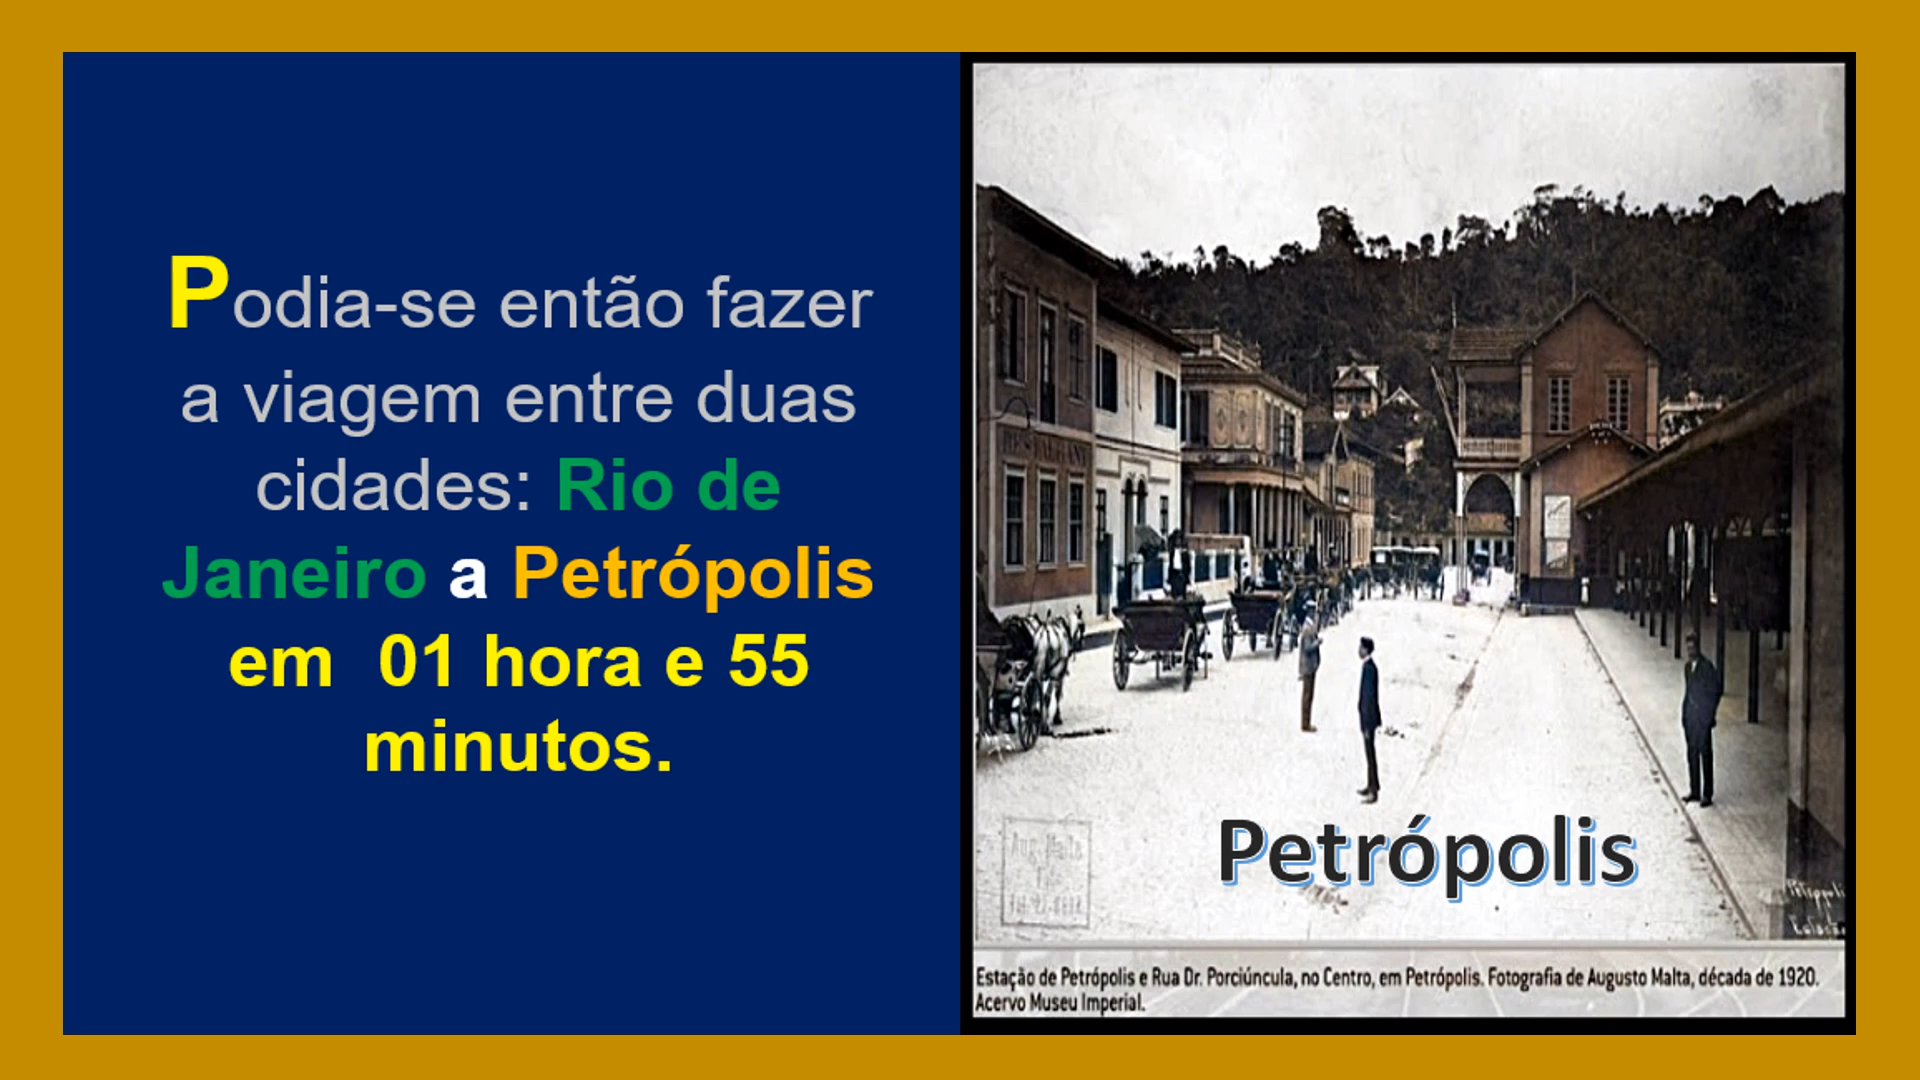 Podia-se então fazer
a viagem entre duas
cidades: Rio de
Janeiro a Petrópolis
em  01 hora e 55
minutos.
RESTAURANT
Petrópolis
Estação de Petrópolis e Rua Dr. Porciúncula, no Centro, em Petrópolis. Fotografia de Augusto Malta, década de 1920.
Acervo Museu Imperial.